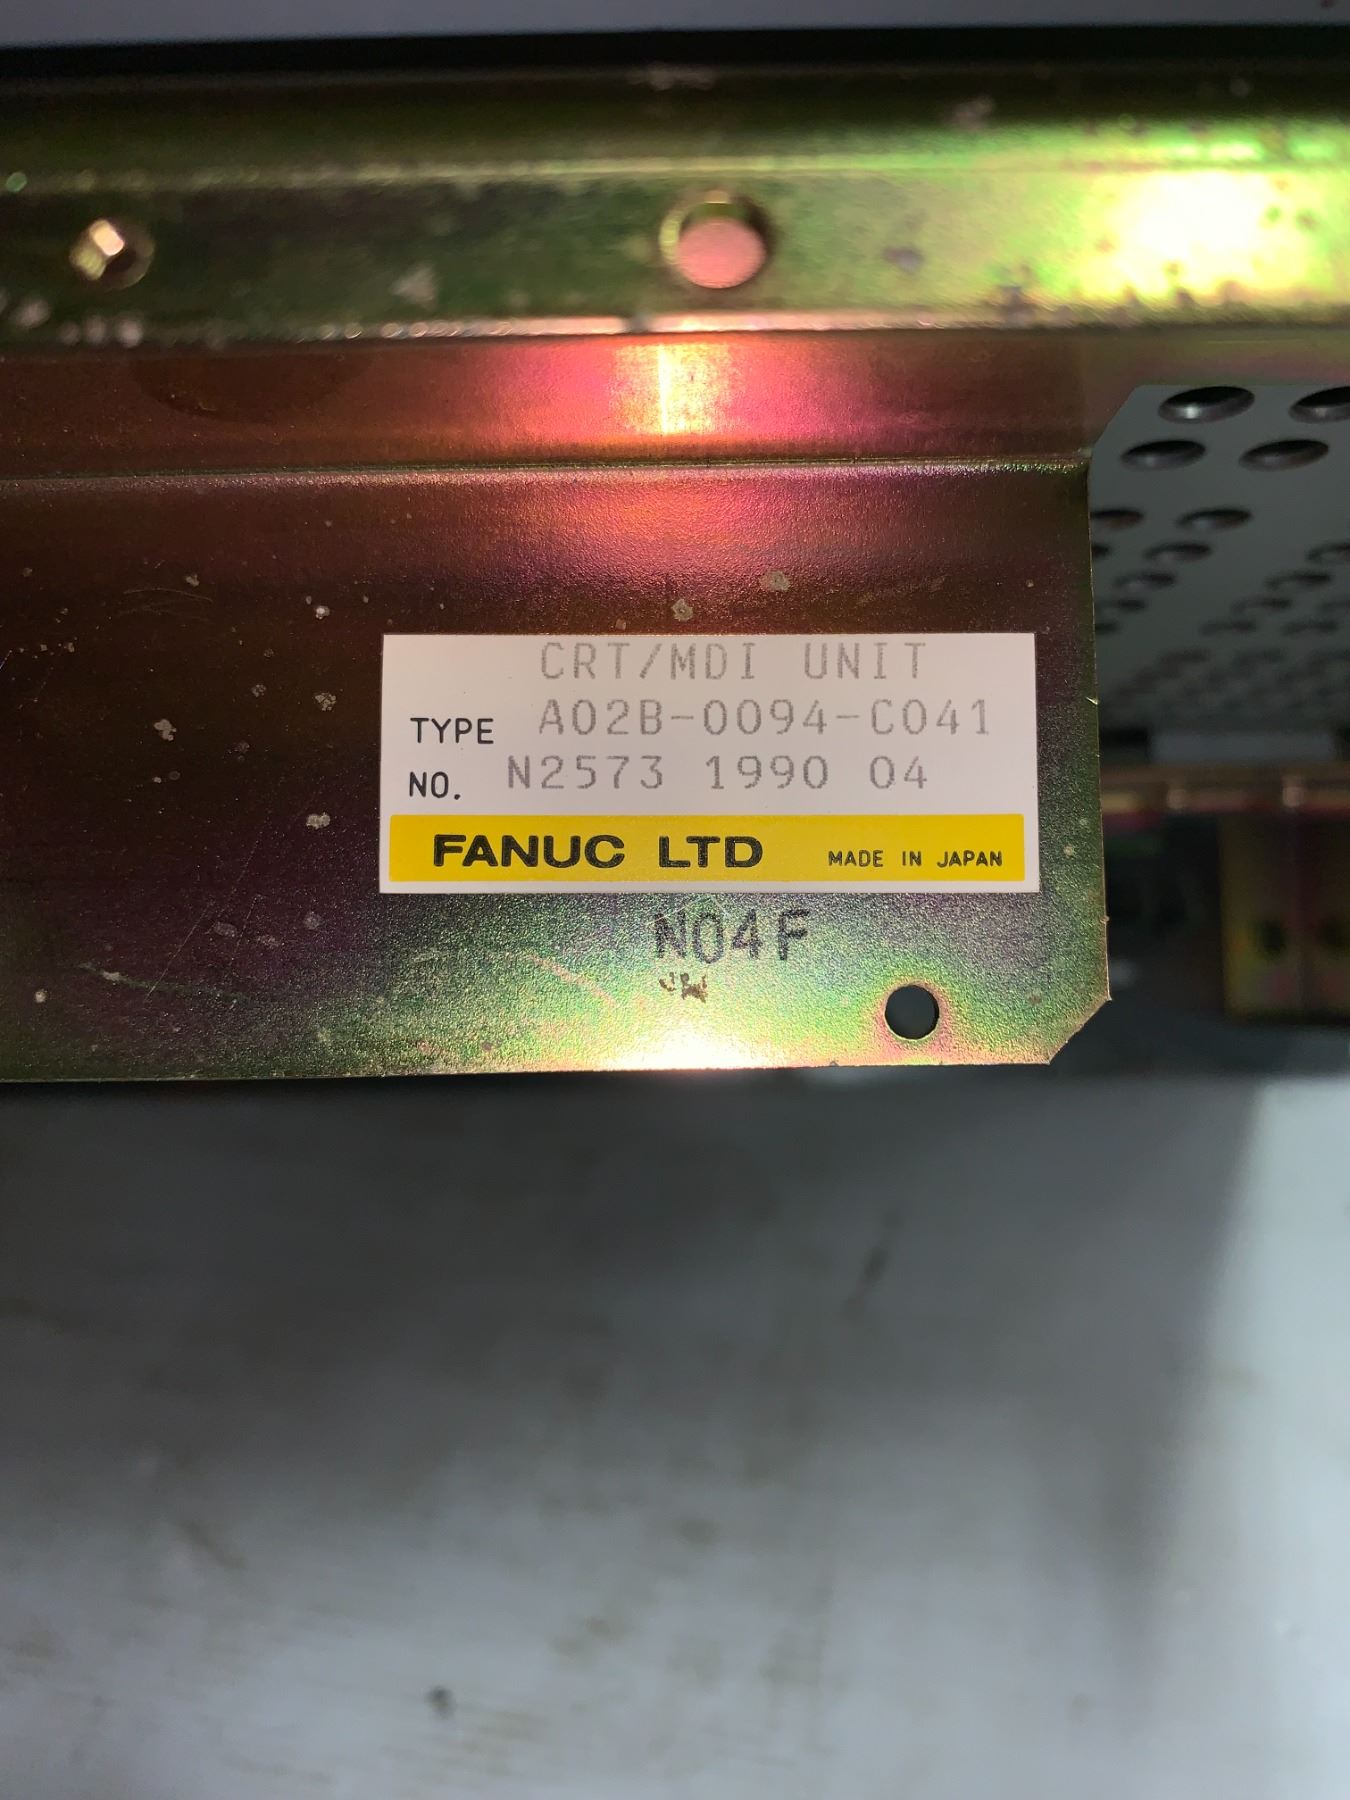 CRT/MDI UNIT
TYPE A02B-0094-C041
NO. N2573 1990 04
FANUC LTD MADE IN JAPAN
N04F